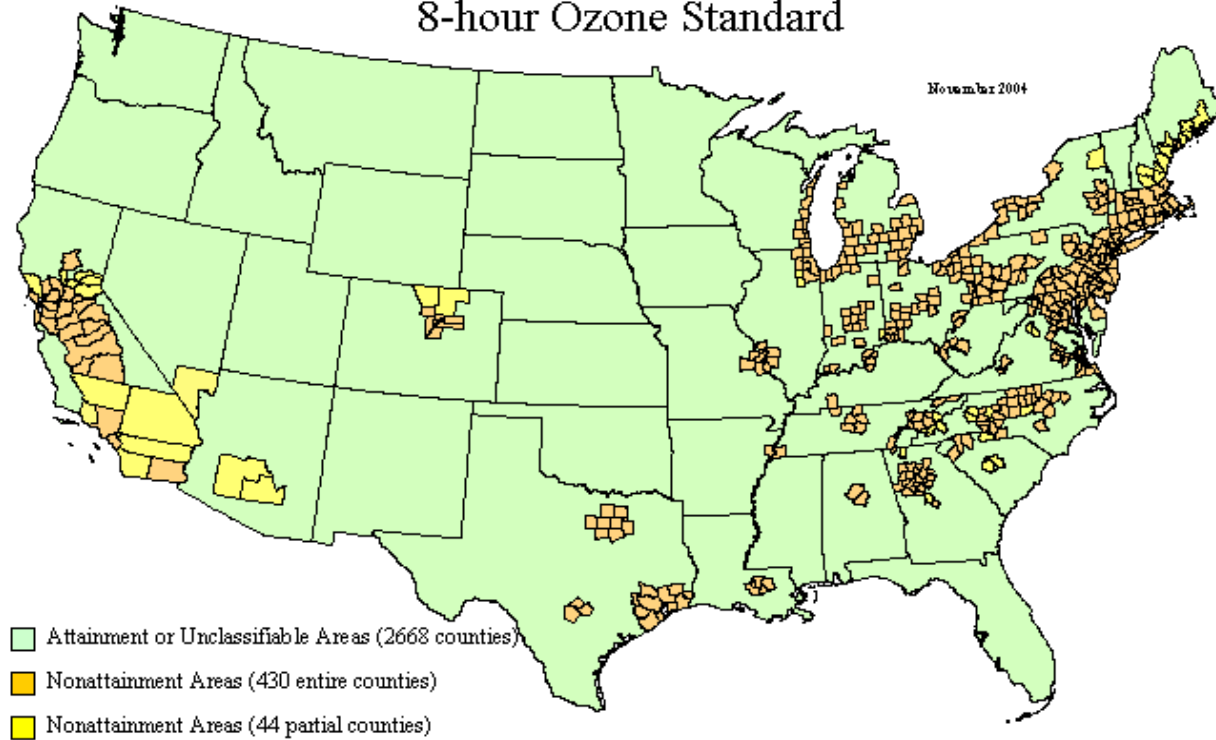 8-hour Ozone Standard
November 2004
Attainment or Unclassifiable Areas (2668 counties)
Nonattainment Areas (430 entire counties)
Nonattainment Areas (44 partial counties)